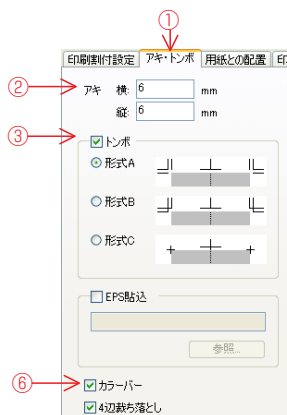 ①
印刷割付設定 アキ・トンボ 用紙との配置
② アキ 横: 6 mm
縦: 6 mm
③ トンボ
形式A
形式B
形式C
EPS貼込
参照...
⑥ カラーバー
4辺裁ち落とし